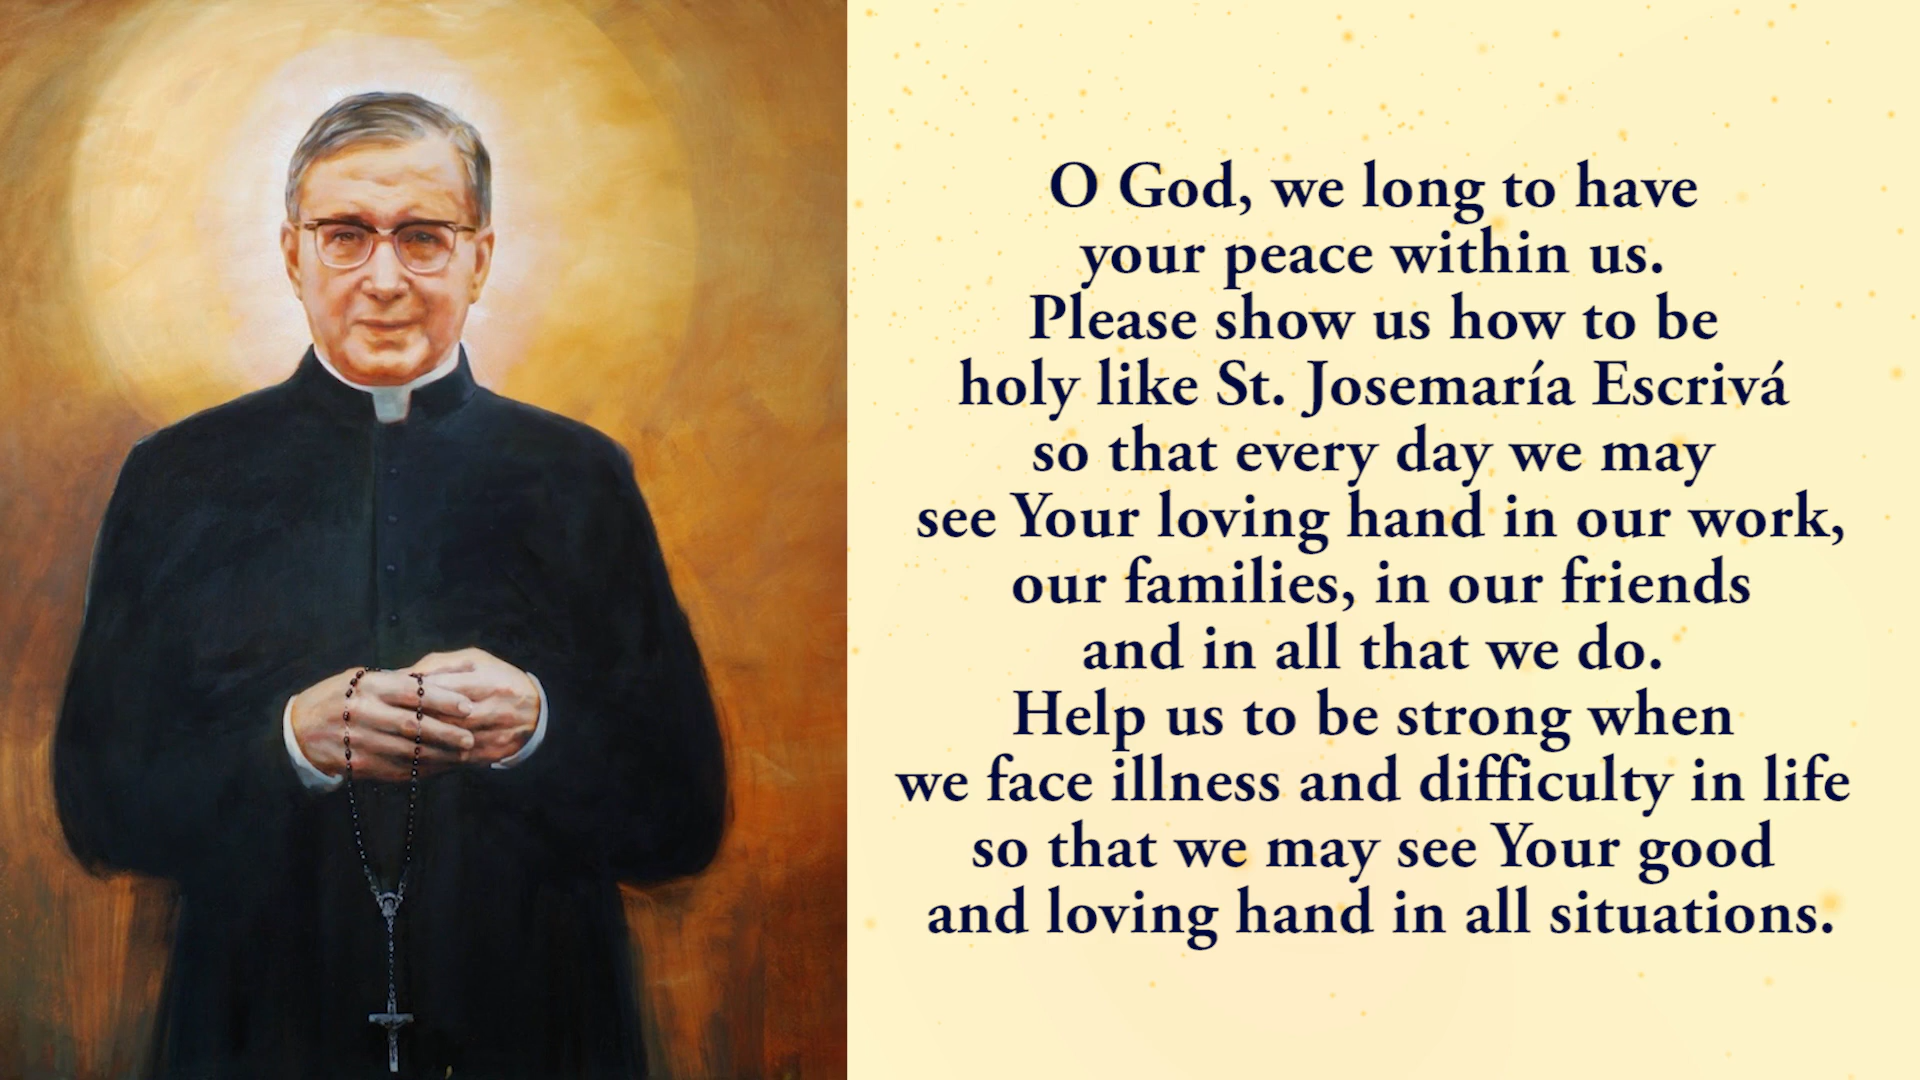 O God, we long to have
your peace within us.
Please show us how to be
holy like St. Josemaría Escrivá
so that every day we may
see Your loving hand in our work,
our families, in our friends
and in all that we do.
Help us to be strong when
we face illness and difficulty in life
so that we may see Your good
and loving hand in all situations.